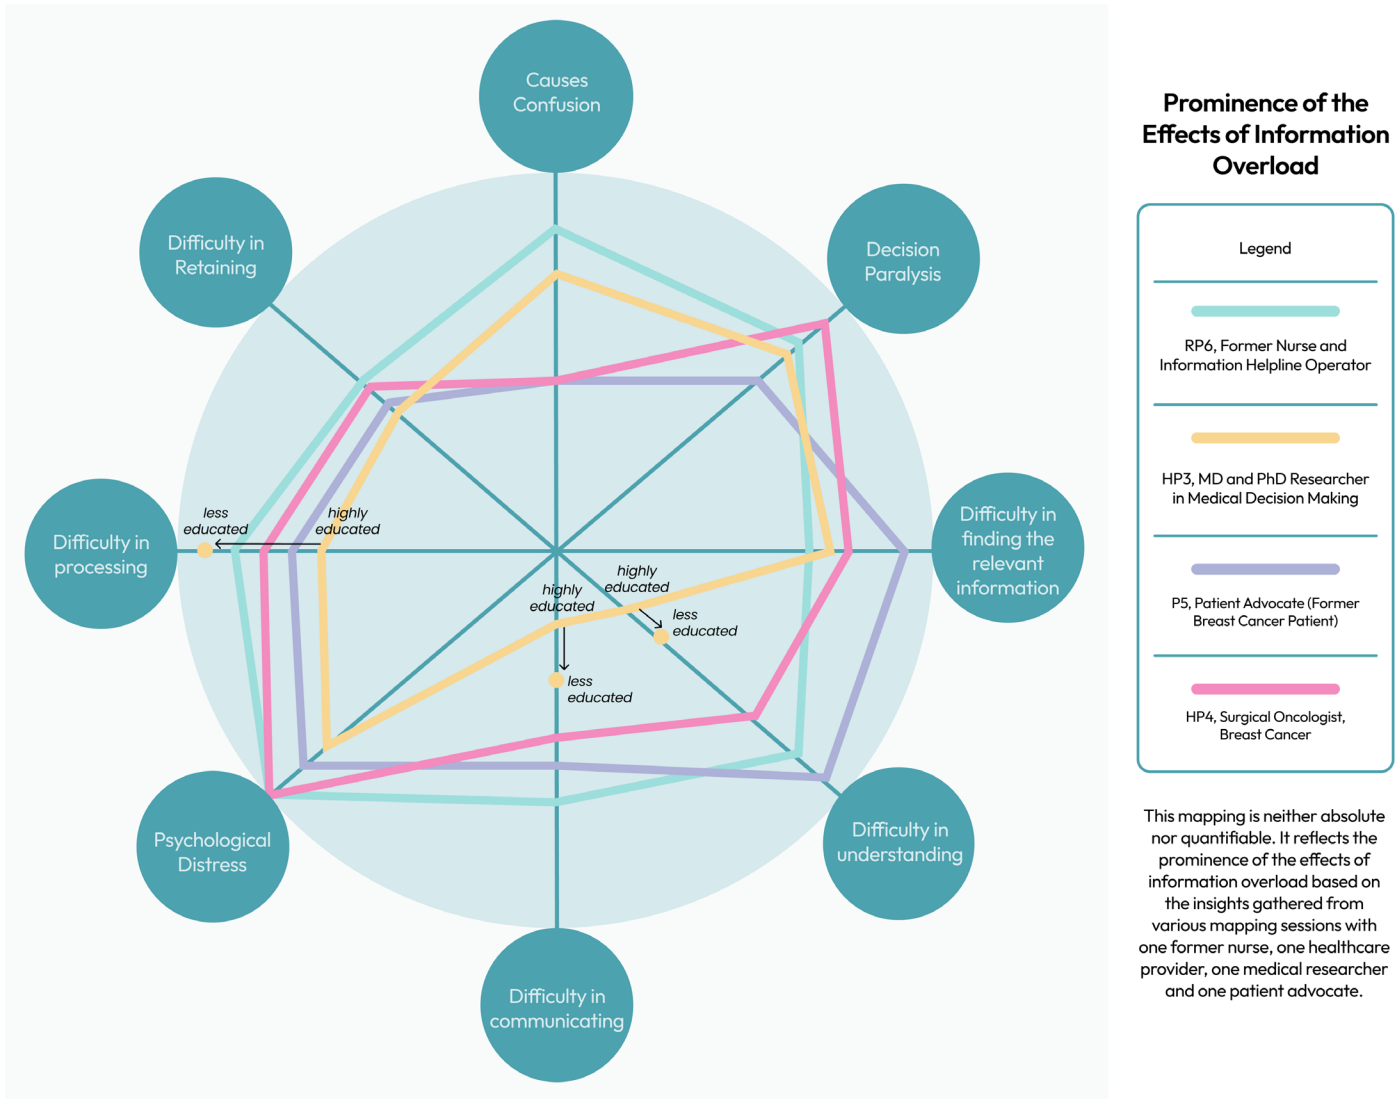 Causes
Confusion
Difficulty in
Retaining
Decision
Paralysis
less
educated
highly
educated
Difficulty in
processing
Difficulty in
finding the
relevant
information
highly
educated
highly
educated
less
educated
less
educated
Psychological
Distress
Difficulty in
understanding
Difficulty in
communicating
Prominence of the
Effects of Information
Overload
Legend
RP6, Former Nurse and
Information Helpline Operator
HP3, MD and PhD Researcher
in Medical Decision Making
P5, Patient Advocate (Former
Breast Cancer Patient)
HP4, Surgical Oncologist,
Breast Cancer
This mapping is neither absolute
nor quantifiable. It reflects the
prominence of the effects of
information overload based on
the insights gathered from
various mapping sessions with
one former nurse, one healthcare
provider, one medical researcher
and one patient advocate.